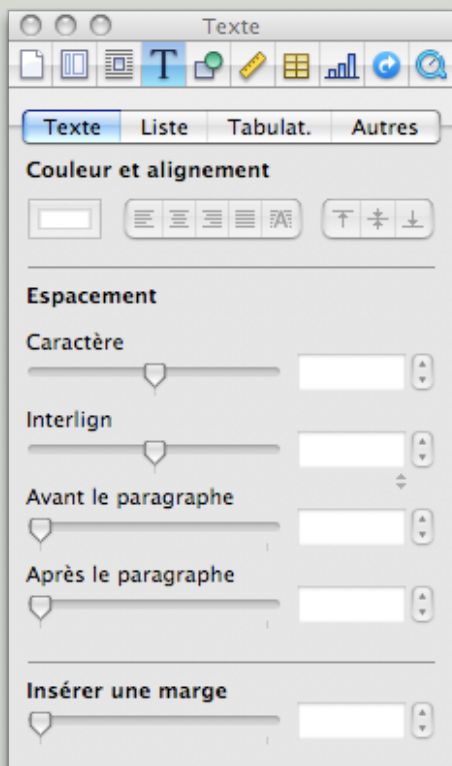 Texte
T
Texte Liste Tabulat. Autres
Couleur et alignement
A
Espacement
Caractère
Interlign
Avant le paragraphe
Après le paragraphe
Insérer une marge